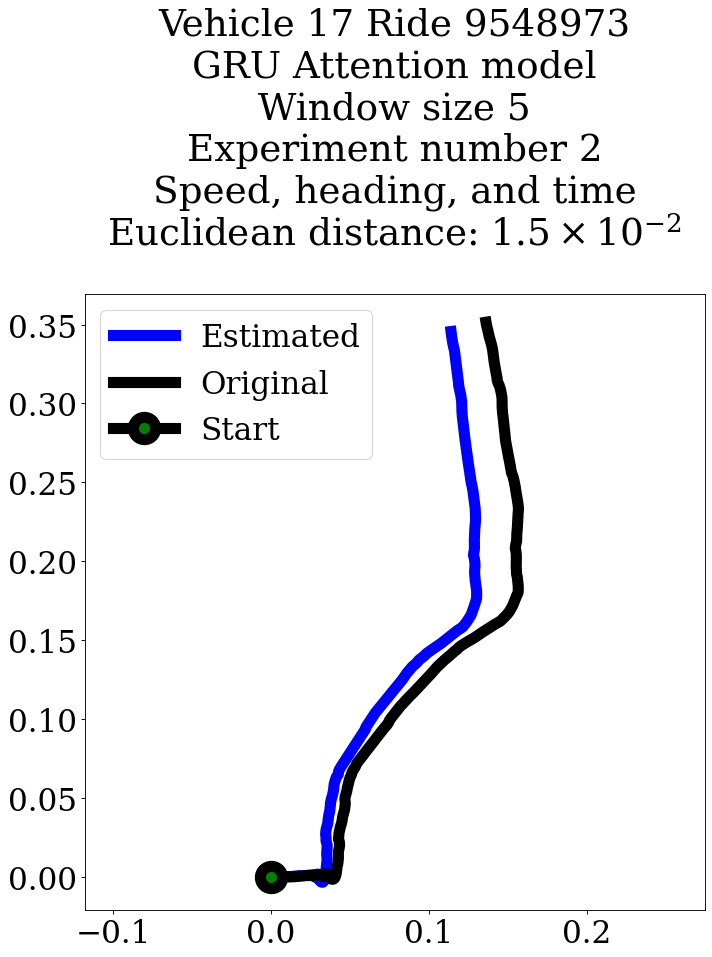 Vehicle 17 Ride 9548973
GRU Attention model
Window size 5
Experiment number 2
Speed, heading, and time
Euclidean distance: 1.5 × 10⁻²
Estimated
Original
Start
0.35
0.30
0.25
0.20
0.15
0.10
0.05
0.00
−0.1 0.0 0.1 0.2